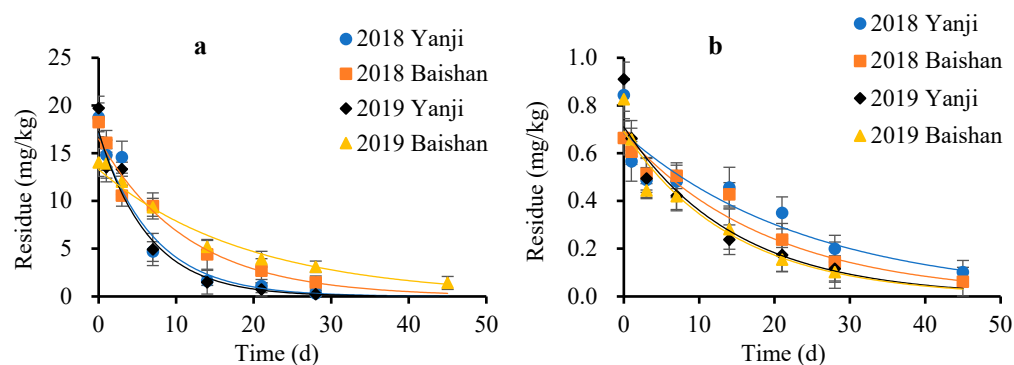 a
2018 Yanji
2018 Baishan
2019 Yanji
2019 Baishan
Residue (mg/kg)
25
20
15
10
5
0
0 10 20 30 40 50
Time (d)
b
2018 Yanji
2018 Baishan
2019 Yanji
2019 Baishan
Residue (mg/kg)
1.0
0.8
0.6
0.4
0.2
0.0
0 10 20 30 40 50
Time (d)